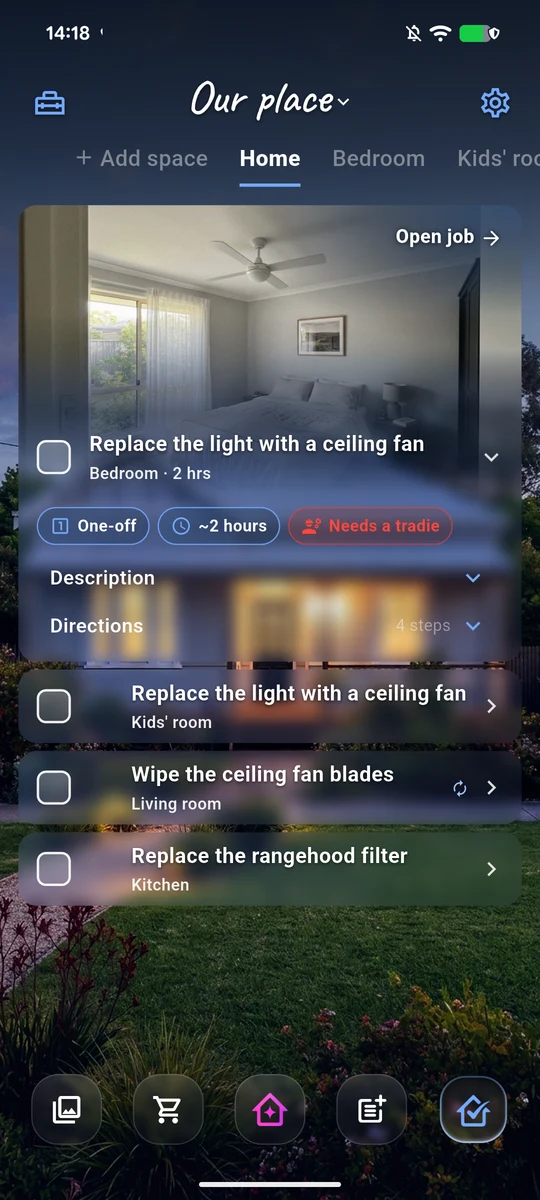 14:18
Our place
+ Add space
Home
Bedroom
Kids' roo
Open job →
Replace the light with a ceiling fan
Bedroom · 2 hrs
1 One-off
~2 hours
Needs a tradie
Description
Directions
4 steps
Replace the light with a ceiling fan
Kids' room
Wipe the ceiling fan blades
Living room
Replace the rangehood filter
Kitchen